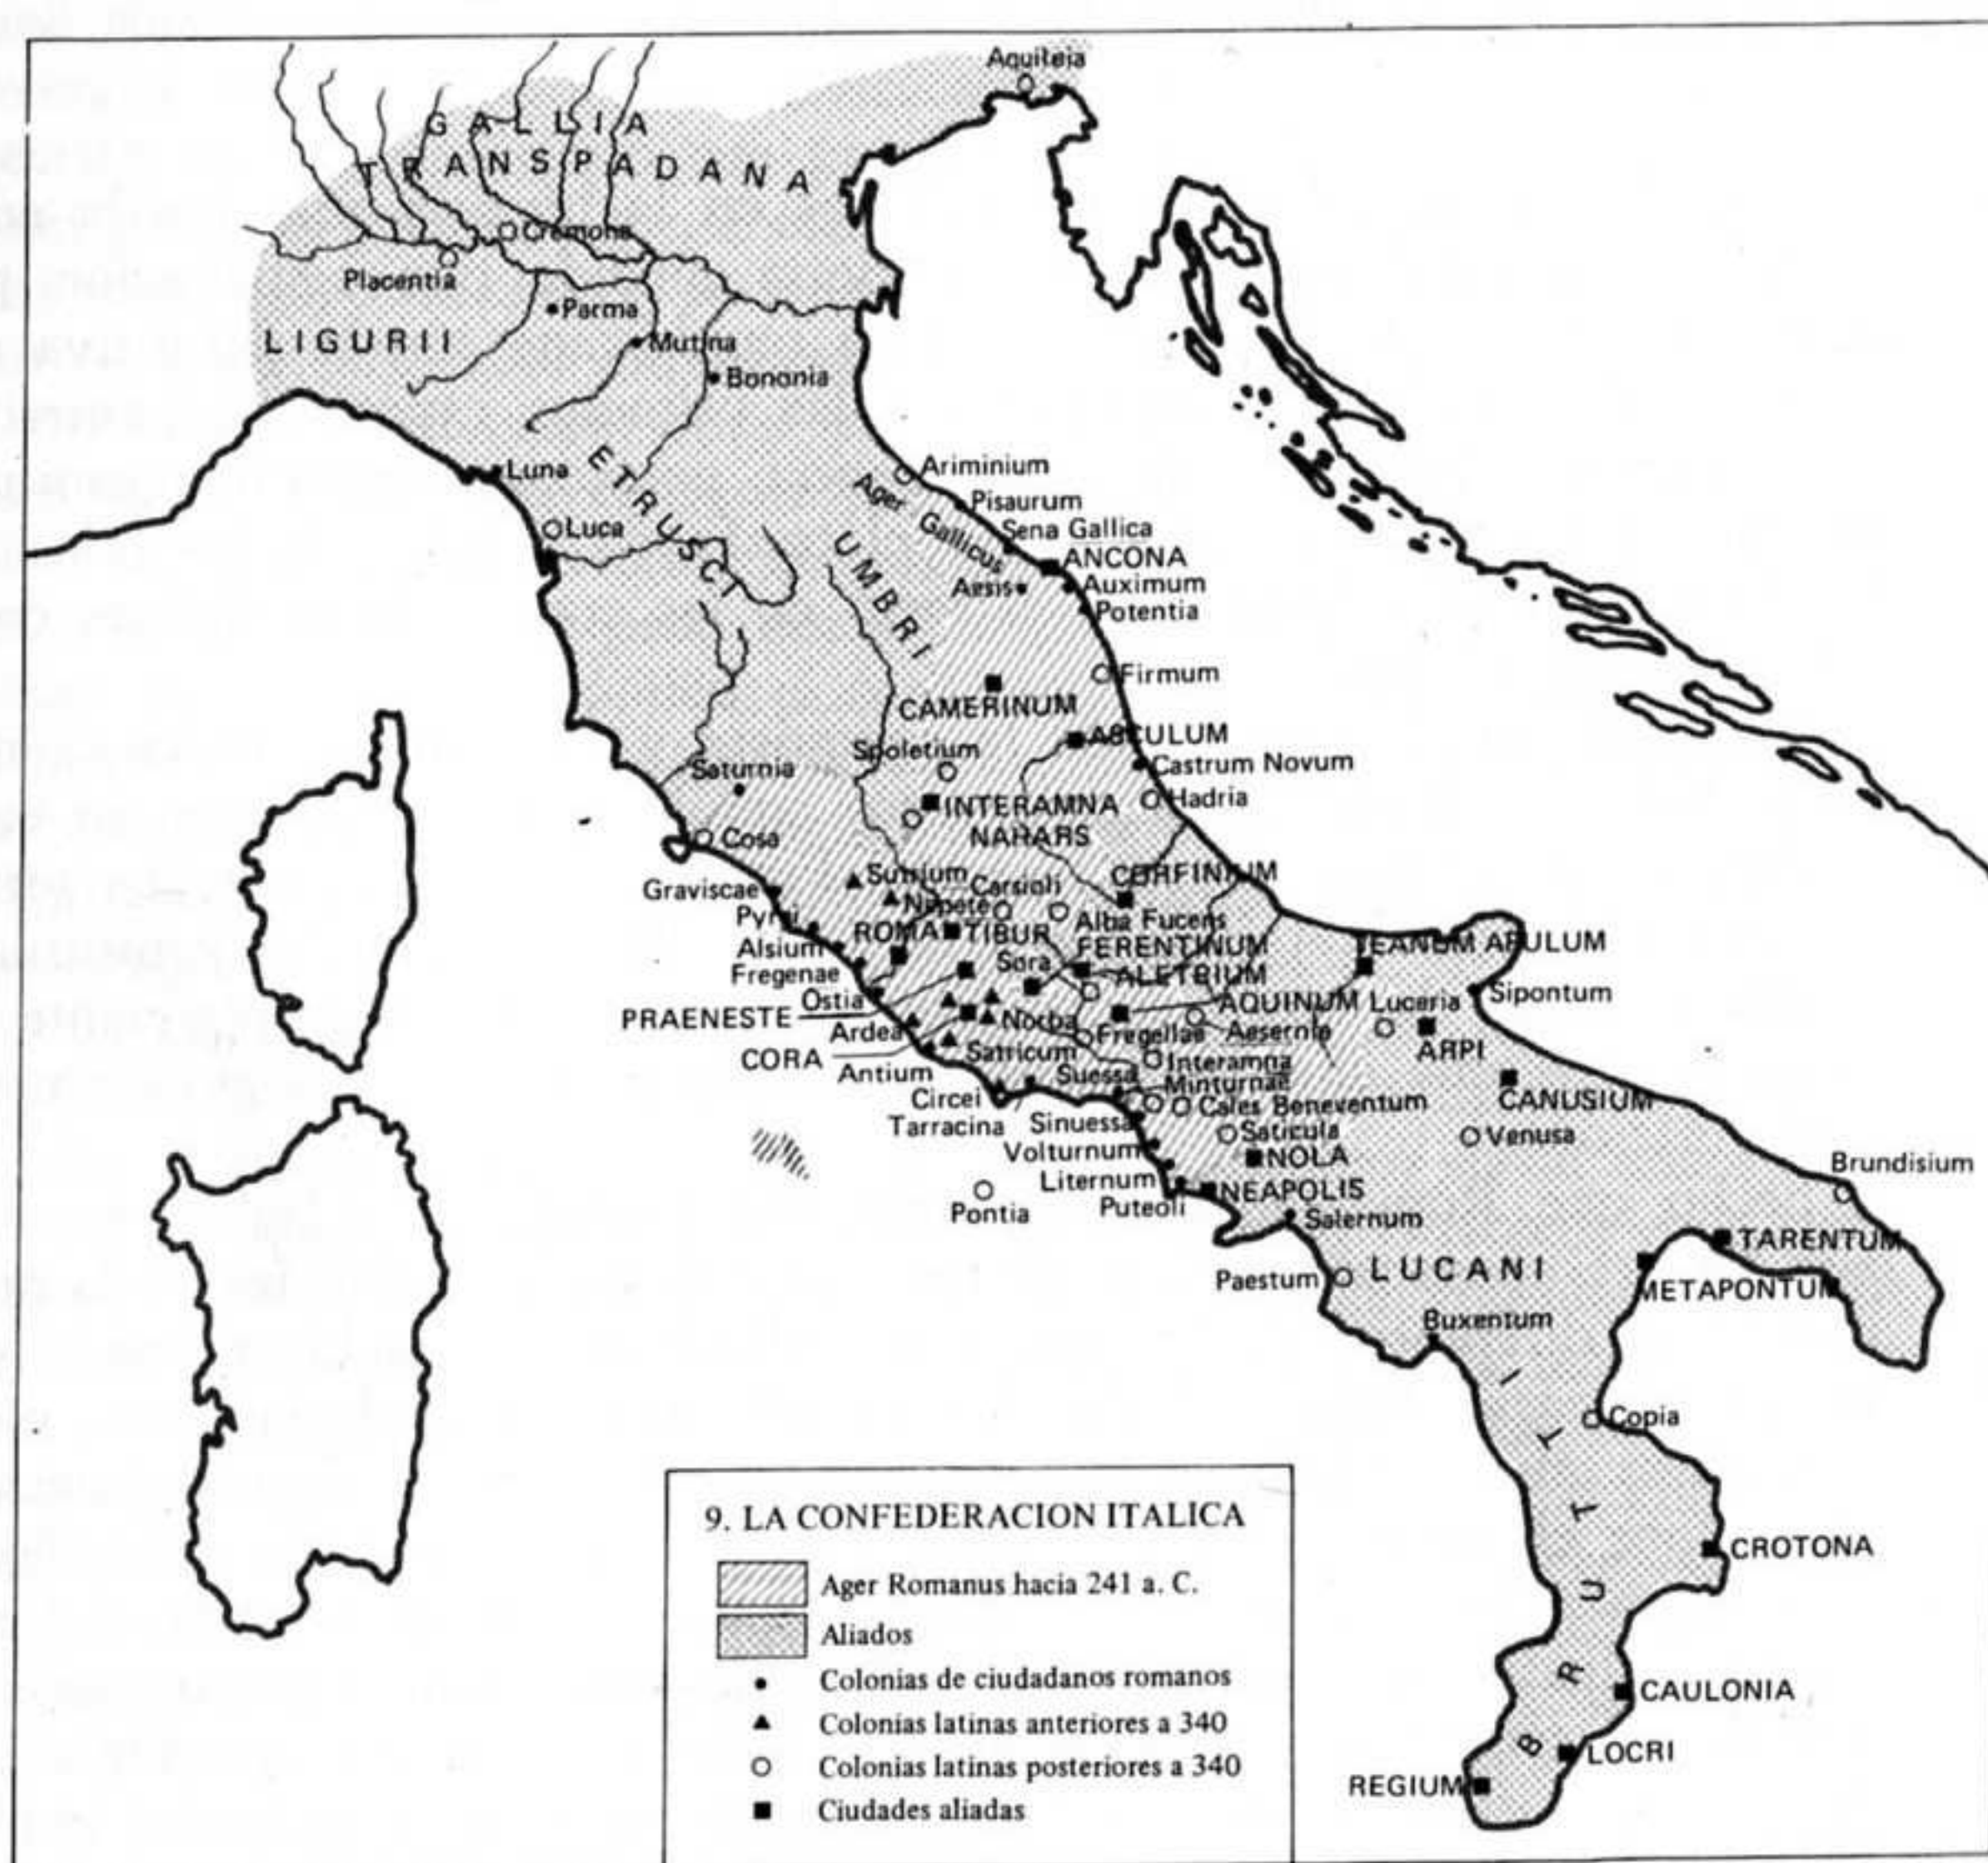 Aquileia
GALLIA
TRANSPADANA
Cremona
Placentia
Parma
LIGURII
Mutina
Bononia
Luna
ETRUSCI
Luca
Ariminium
Ager Gallicus
Pisaurum
Sena Gallica
UMBRI
ANCONA
Aesis
Auximum
Potentia
Firmum
CAMERINUM
ASCULUM
Spoletium
Castrum Novum
Saturnia
Hadria
INTERAMNA
NAHARS
Cosa
CORFINIUM
Sutrium
Carsioli
Graviscae
Nepete
Pyrgi
Alba Fucens
ROMA
TIBUR
Alsium
FERENTINUM
TEANUM APULUM
Fregenae
Sora
ALETRIUM
Ostia
AQUINUM
Luceria
Sipontum
PRAENESTE
Norba
Ardea
Fregellae
Aesernia
ARPI
CORA
Satricum
Interamna
Antium
Suessa
Minturnae
Circei
Cales
Beneventum
CANUSIUM
Tarracina
Sinuessa
Saticula
Venusa
Volturnum
NOLA
Brundisium
Liternum
NEAPOLIS
Pontia
Puteoli
Salernum
TARENTUM
Paestum
LUCANI
METAPONTUM
Buxentum
Copia
BRUTTI
CROTONA
CAULONIA
LOCRI
REGIUM
9. LA CONFEDERACION ITALICA
Ager Romanus hacia 241 a. C.
Aliados
Colonias de ciudadanos romanos
Colonias latinas anteriores a 340
Colonias latinas posteriores a 340
Ciudades aliadas